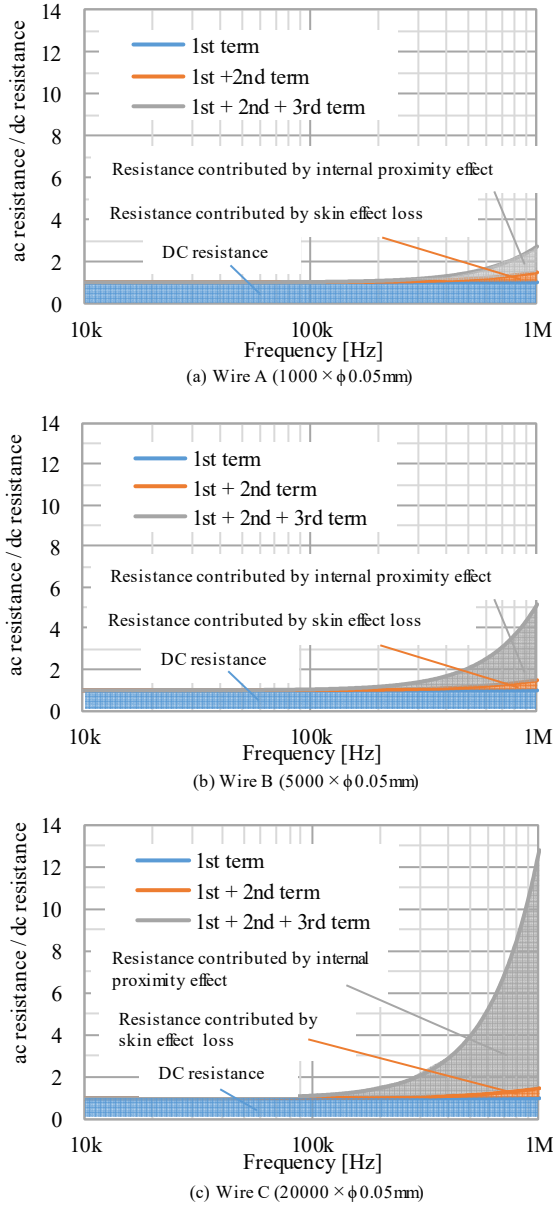 14
12
10
8
6
4
2
0
ac resistance / dc resistance
1st term
1st +2nd term
1st + 2nd + 3rd term
Resistance contributed by internal proximity effect
Resistance contributed by skin effect loss
DC resistance
10k
100k
1M
Frequency [Hz]
(a) Wire A (1000 × ϕ0.05mm)
14
12
10
8
6
4
2
0
ac resistance / dc resistance
1st term
1st + 2nd term
1st + 2nd + 3rd term
Resistance contributed by internal proximity effect
Resistance contributed by skin effect loss
DC resistance
10k
100k
1M
Frequency [Hz]
(b) Wire B (5000 × ϕ0.05mm)
14
12
10
8
6
4
2
0
ac resistance / dc resistance
1st term
1st + 2nd term
1st + 2nd + 3rd term
Resistance contributed by internal
proximity effect
Resistance contributed by
skin effect loss
DC resistance
10k
100k
1M
Frequency [Hz]
(c) Wire C (20000 × ϕ0.05mm)